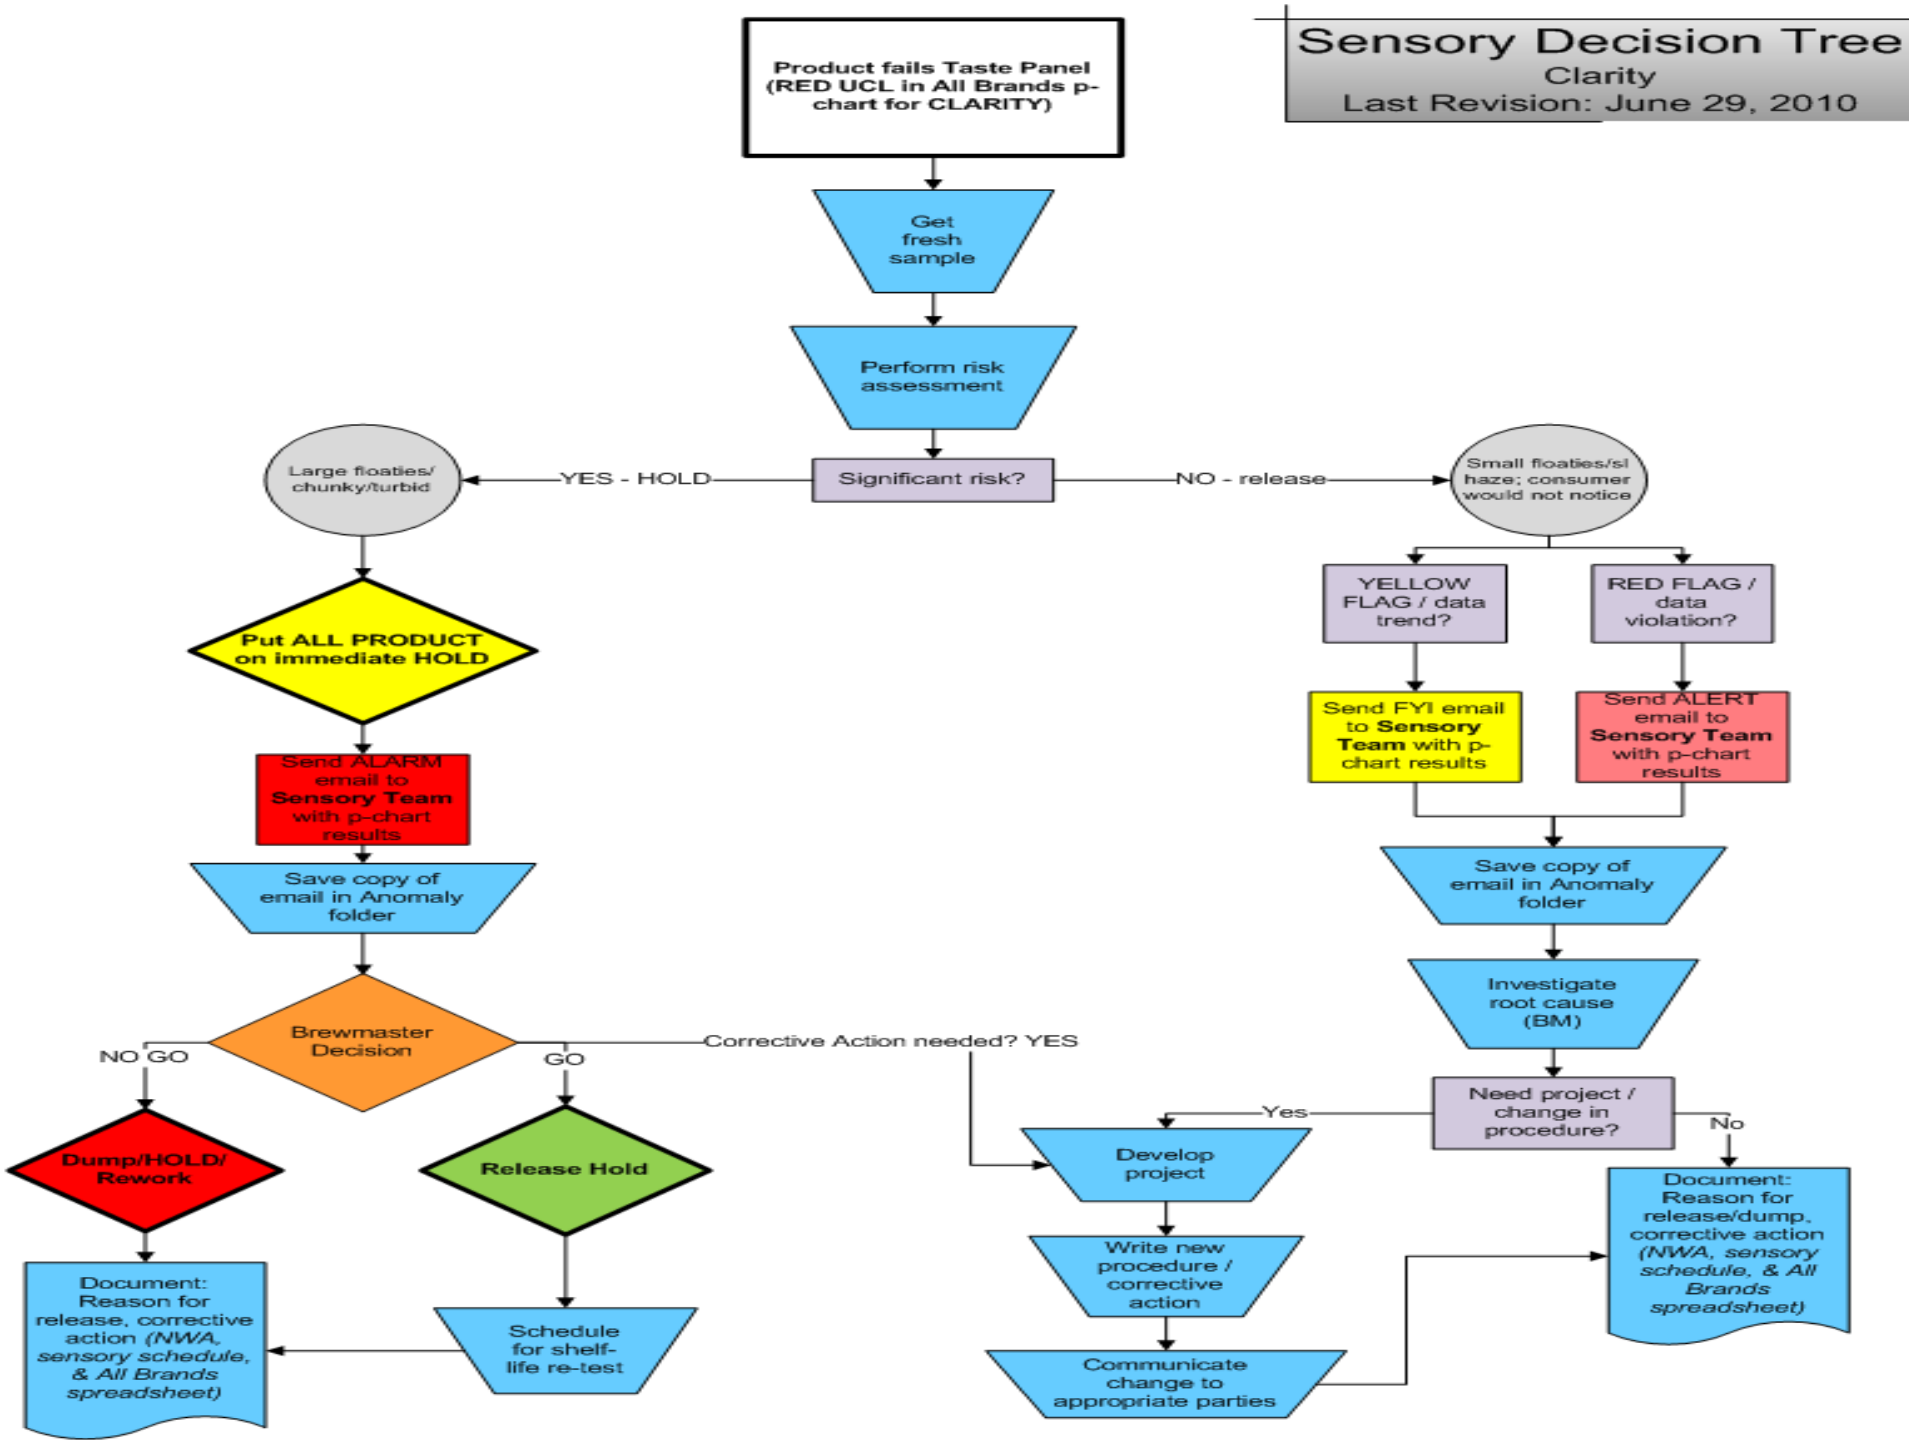 Sensory Decision Tree
Clarity
Last Revision: June 29, 2010
Product fails Taste Panel
(RED UCL in All Brands p-
chart for CLARITY)
Get
fresh
sample
Perform risk
assessment
Significant risk?
YES - HOLD
NO - release
Large floaties/
chunky/turbid
Small floaties/sl
haze; consumer
would not notice
Put ALL PRODUCT
on immediate HOLD
YELLOW
FLAG / data
trend?
RED FLAG /
data
violation?
Send ALARM
email to
Sensory Team
with p-chart
results
Send FYI email
to Sensory
Team with p-
chart results
Send ALERT
email to
Sensory Team
with p-chart
results
Save copy of
email in Anomaly
folder
Save copy of
email in Anomaly
folder
Brewmaster
Decision
NO GO
GO
Corrective Action needed? YES
Investigate
root cause
(BM)
Need project /
change in
procedure?
Yes
No
Dump/HOLD/
Rework
Release Hold
Develop
project
Document:
Reason for
release/dump,
corrective action
(NWA, sensory
schedule, & All
Brands
spreadsheet)
Write new
procedure /
corrective
action
Document:
Reason for
release, corrective
action (NWA,
sensory schedule,
& All Brands
spreadsheet)
Schedule
for shelf-
life re-test
Communicate
change to
appropriate parties